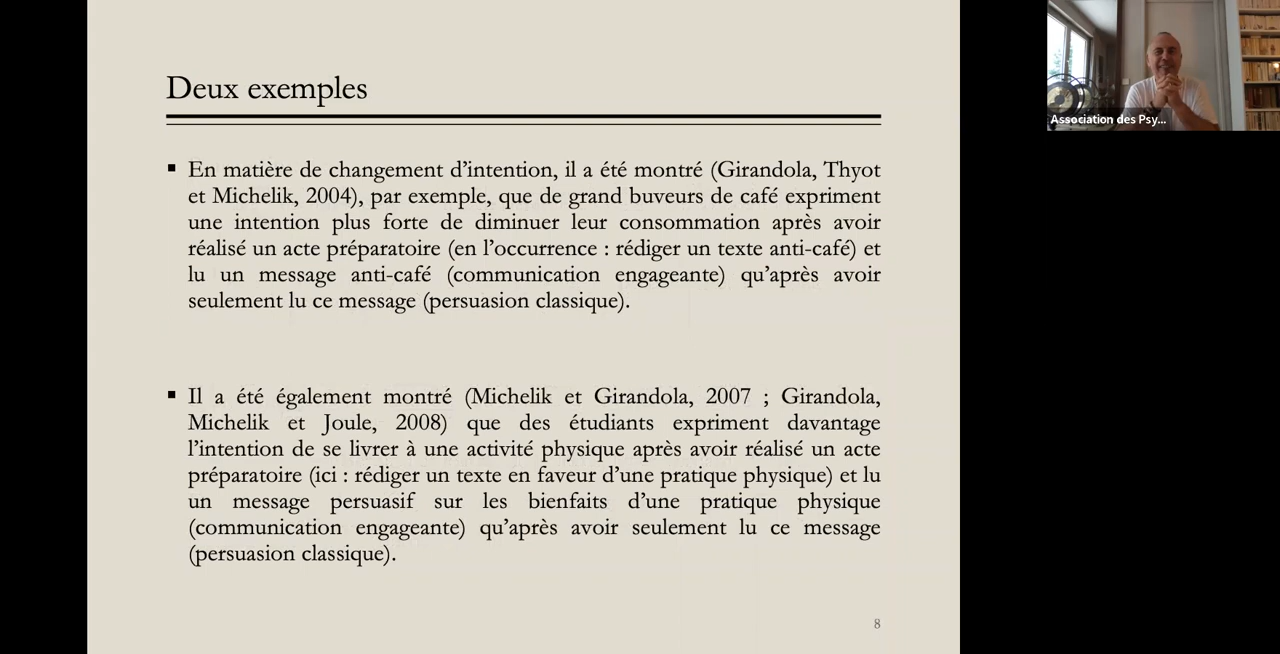 Deux exemples
▪ En matière de changement d’intention, il a été montré (Girandola, Thyot
et Michelik, 2004), par exemple, que de grand buveurs de café expriment
une intention plus forte de diminuer leur consommation après avoir
réalisé un acte préparatoire (en l’occurrence : rédiger un texte anti-café) et
lu un message anti-café (communication engageante) qu’après avoir
seulement lu ce message (persuasion classique).
▪ Il a été également montré (Michelik et Girandola, 2007 ; Girandola,
Michelik et Joule, 2008) que des étudiants expriment davantage
l’intention de se livrer à une activité physique après avoir réalisé un acte
préparatoire (ici : rédiger un texte en faveur d’une pratique physique) et lu
un message persuasif sur les bienfaits d’une pratique physique
(communication engageante) qu’après avoir seulement lu ce message
(persuasion classique).
8
Association des Psy...